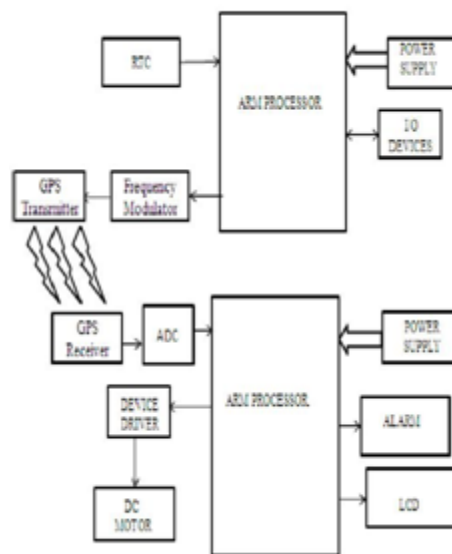 RTC
ARM PROCESSOR
POWER
SUPPLY
I/O
DEVICES
GPS
Transmitter
Frequency
Modulator
GPS
Receiver
ADC
ARM PROCESSOR
POWER
SUPPLY
DEVICE
DRIVER
ALARM
DC
MOTOR
LCD